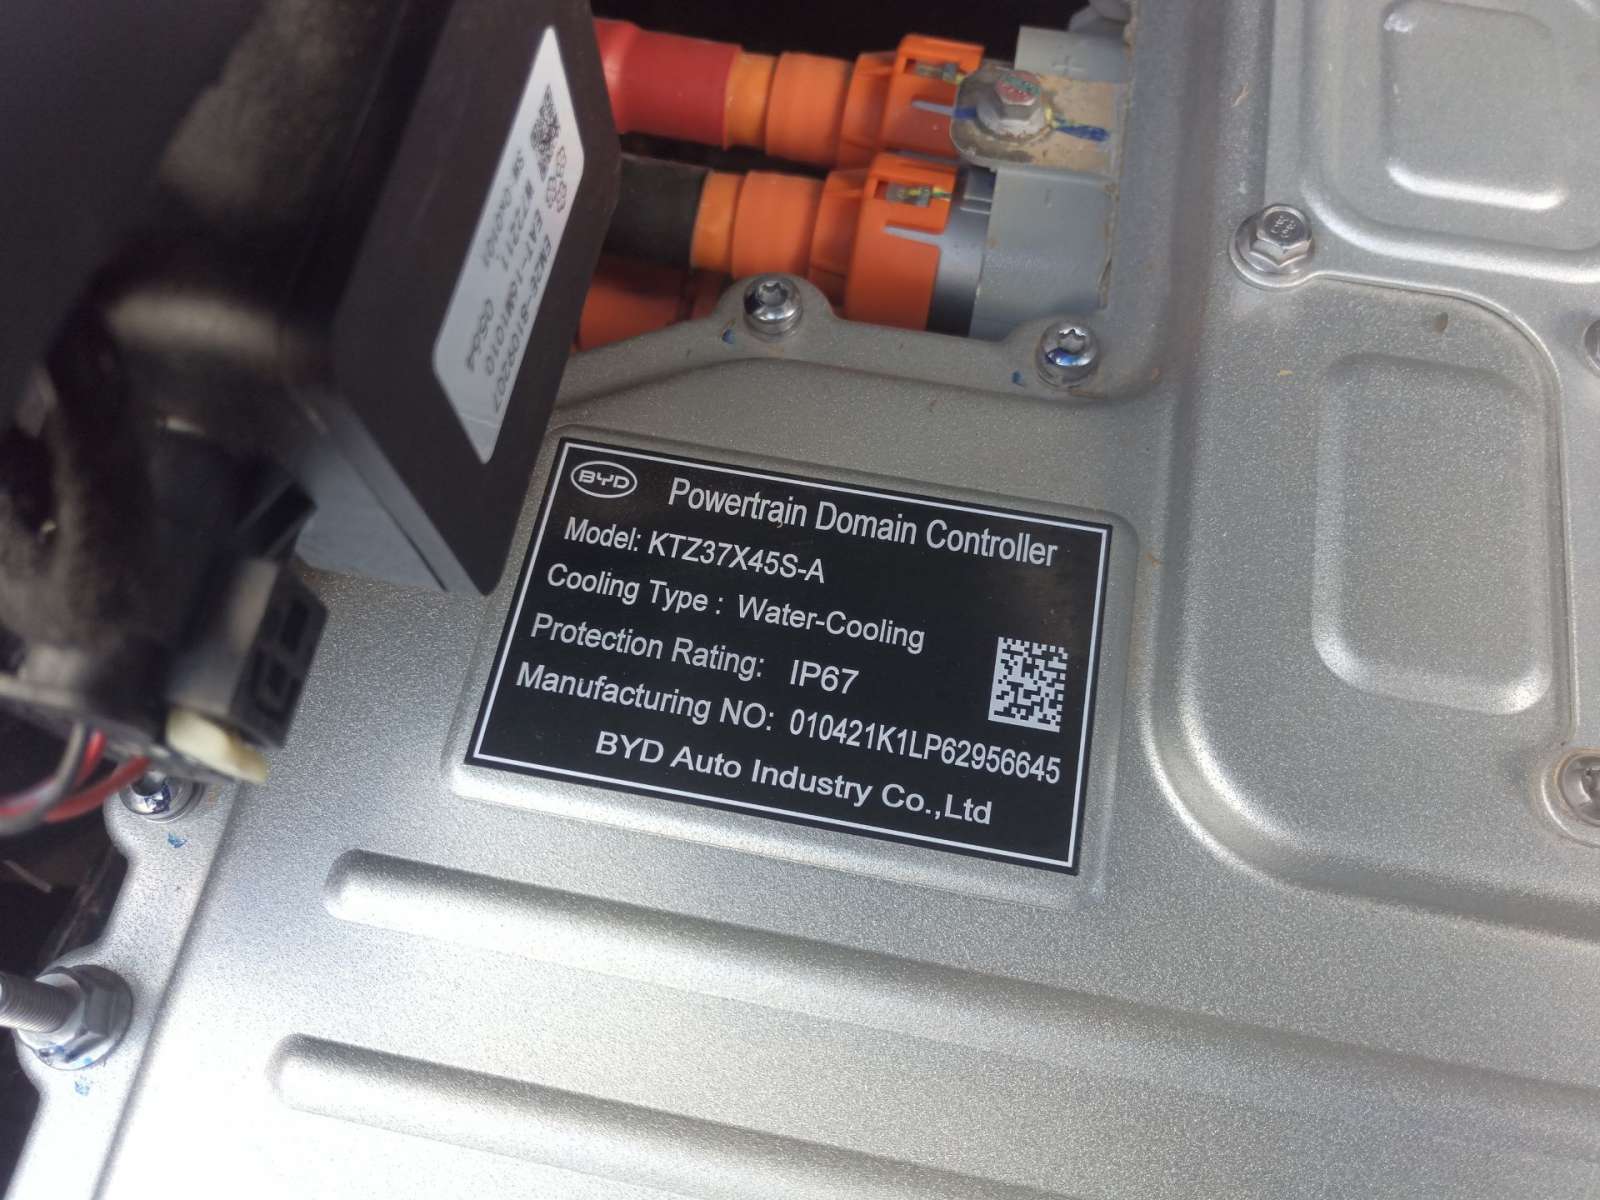 BYD
Powertrain Domain Controller
Model: KTZ37X45S-A
Cooling Type: Water-Cooling
Protection Rating: IP67
Manufacturing NO: 010421K1LP62956645
BYD Auto Industry Co.,Ltd
+